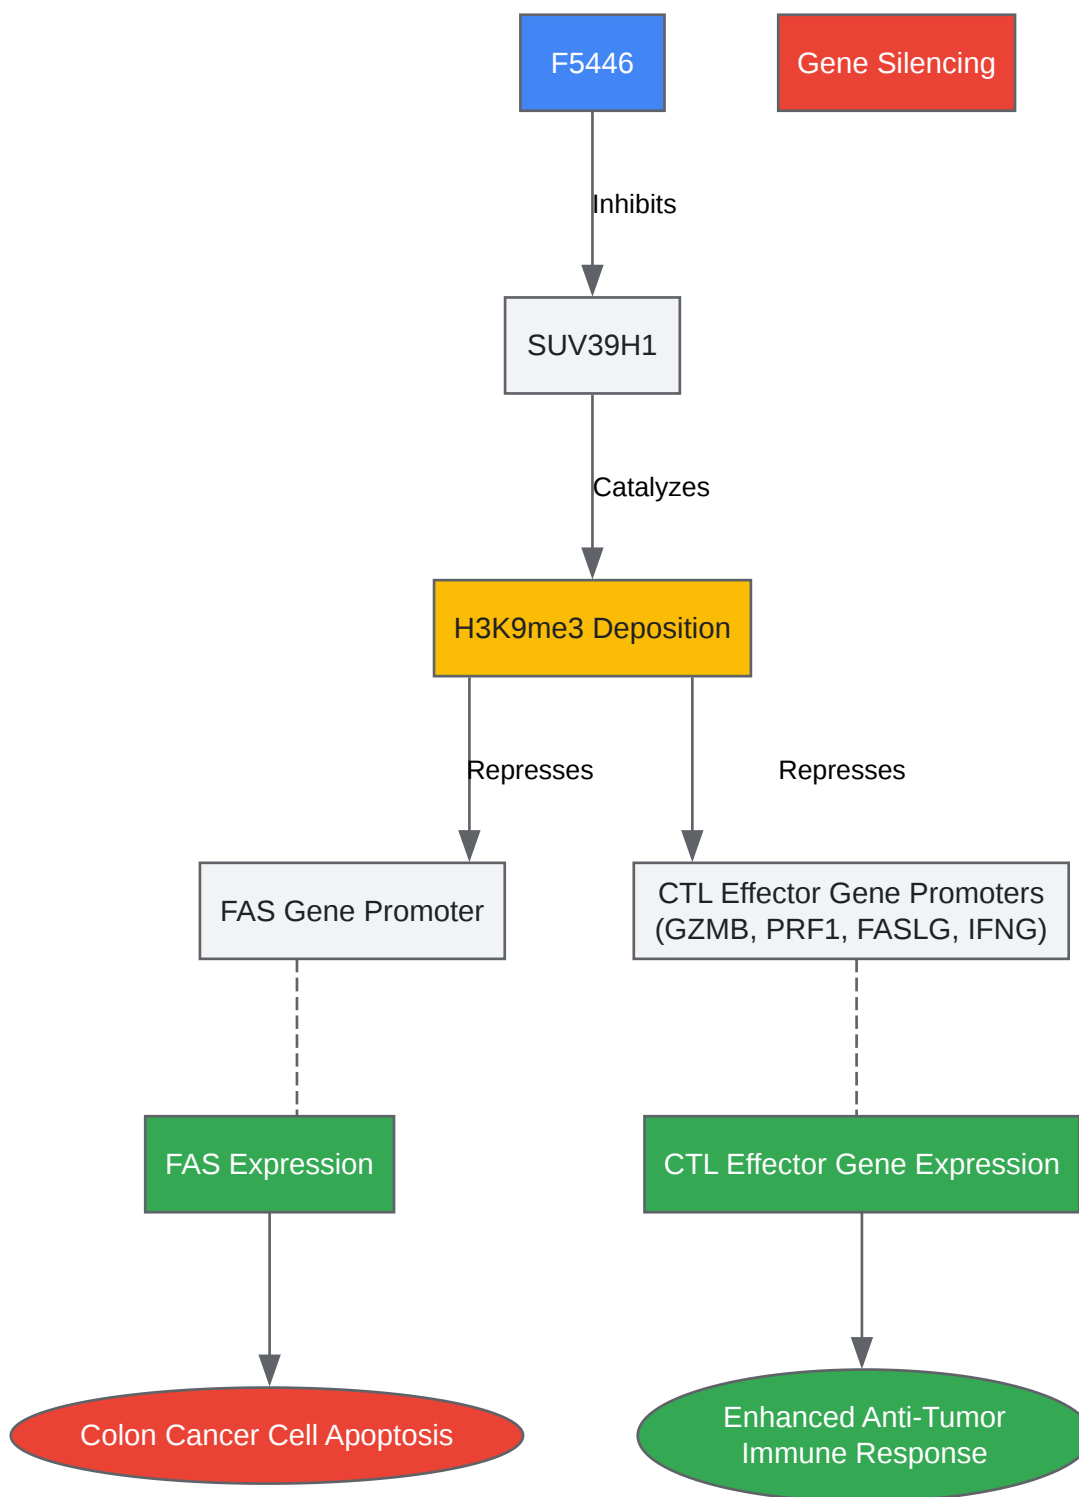 F5446
Gene Silencing
Inhibits
SUV39H1
Catalyzes
H3K9me3 Deposition
Represses
Represses
FAS Gene Promoter
CTL Effector Gene Promoters
(GZMB, PRF1, FASLG, IFNG)
FAS Expression
CTL Effector Gene Expression
Colon Cancer Cell Apoptosis
Enhanced Anti-Tumor
Immune Response